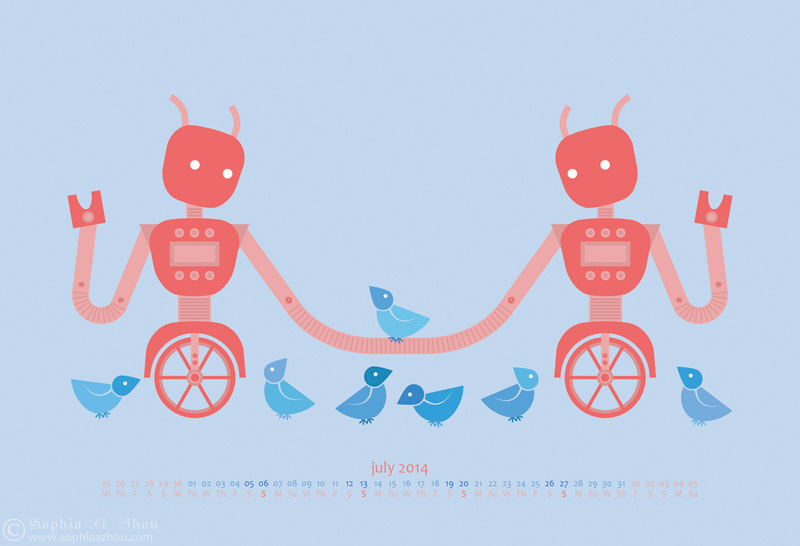 july 2014
25 26 27 28 29 30 01 02 03 04 05 06 07 08 09 10 11 12 13 14 15 16 17 18 19 20 21 22 23 24 25 26 27 28 29 30 31 01 02 03 04 05
W Th F S S M Tu W Th F S S M Tu W Th F S S M Tu W Th F S S M Tu W Th F S S M Tu W Th F S S M Tu
© Sophia A Zhou
www.sophiaazhou.com